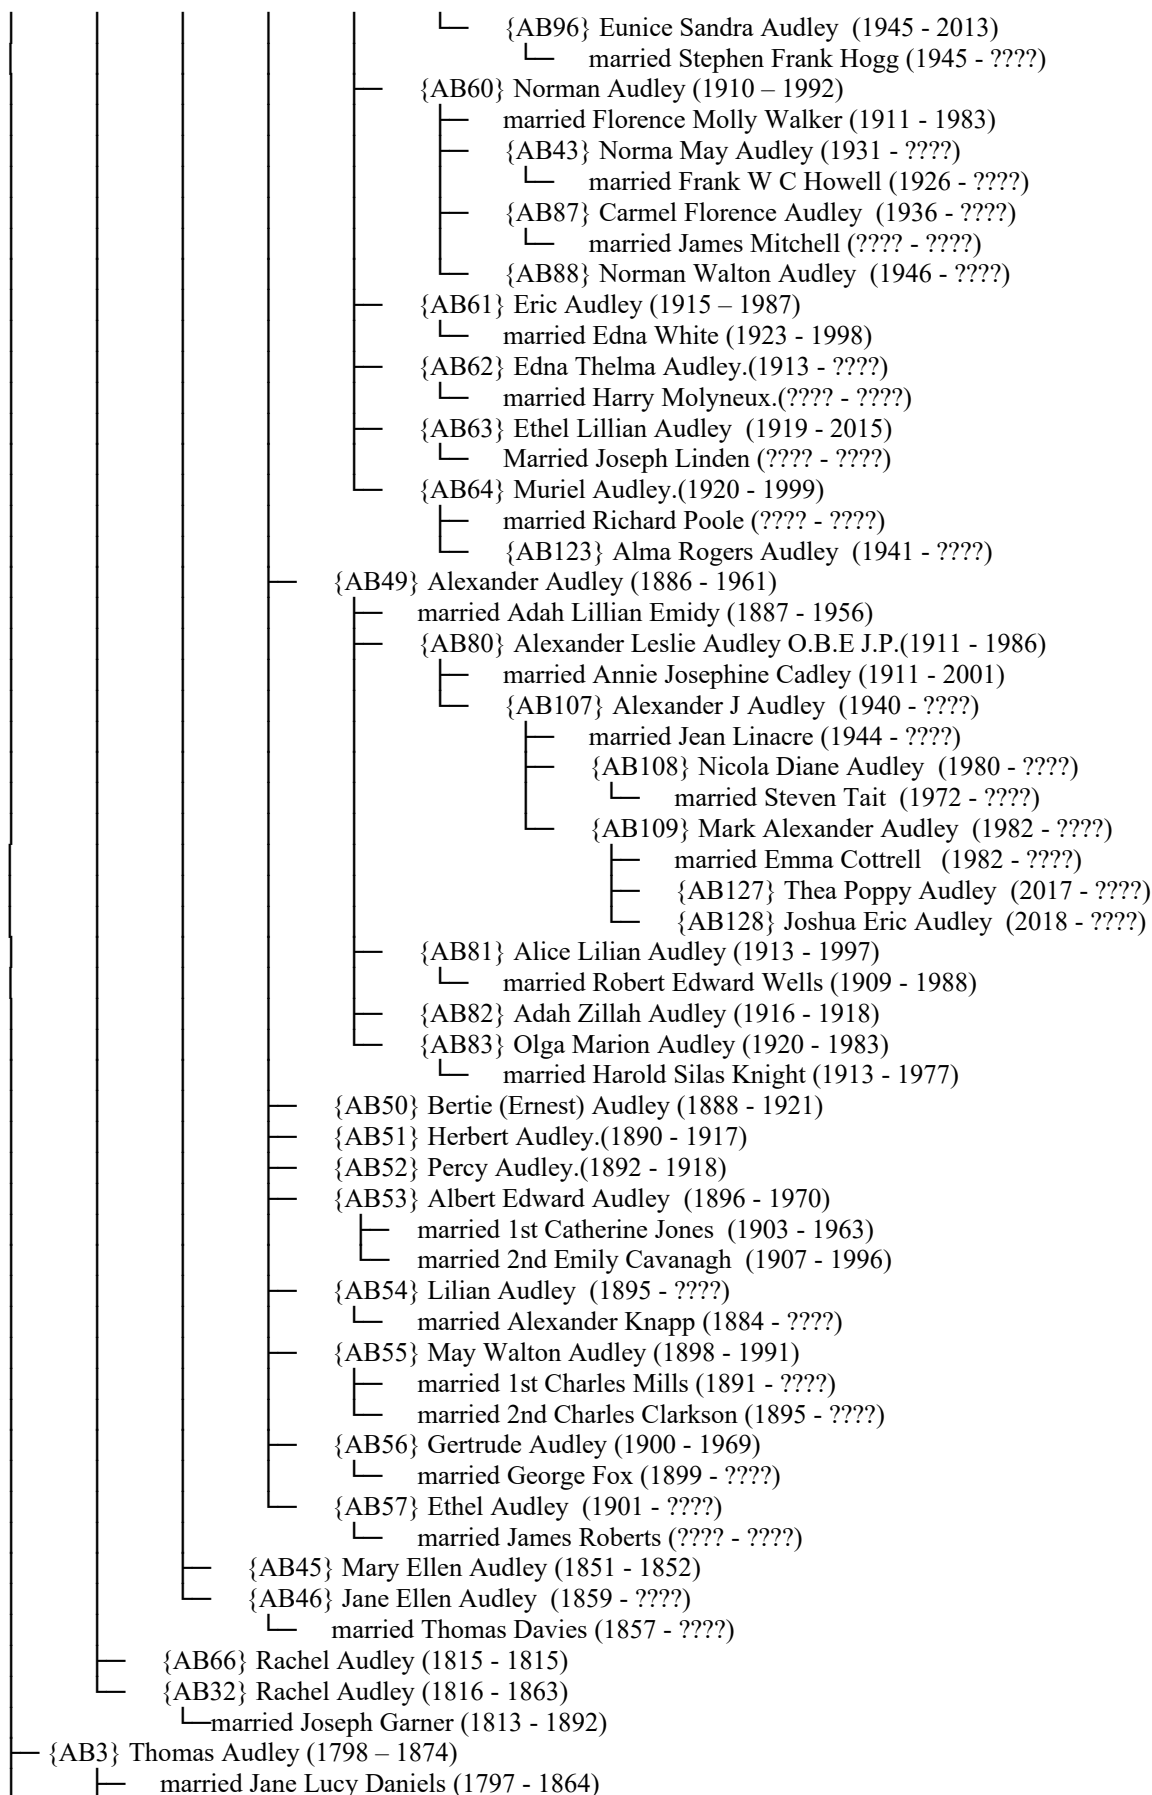 {AB96} Eunice Sandra Audley (1945 - 2013)
married Stephen Frank Hogg (1945 - ????)
{AB60} Norman Audley (1910 – 1992)
married Florence Molly Walker (1911 - 1983)
{AB43} Norma May Audley (1931 - ????)
married Frank W C Howell (1926 - ????)
{AB87} Carmel Florence Audley (1936 - ????)
married James Mitchell (???? - ????)
{AB88} Norman Walton Audley (1946 - ????)
{AB61} Eric Audley (1915 – 1987)
married Edna White (1923 - 1998)
{AB62} Edna Thelma Audley.(1913 - ????)
married Harry Molyneux.(???? - ????)
{AB63} Ethel Lillian Audley (1919 - 2015)
Married Joseph Linden (???? - ????)
{AB64} Muriel Audley.(1920 - 1999)
married Richard Poole (???? - ????)
{AB123} Alma Rogers Audley (1941 - ????)
{AB49} Alexander Audley (1886 - 1961)
married Adah Lillian Emidy (1887 - 1956)
{AB80} Alexander Leslie Audley O.B.E J.P.(1911 - 1986)
married Annie Josephine Cadley (1911 - 2001)
{AB107} Alexander J Audley (1940 - ????)
married Jean Linacre (1944 - ????)
{AB108} Nicola Diane Audley (1980 - ????)
married Steven Tait (1972 - ????)
{AB109} Mark Alexander Audley (1982 - ????)
married Emma Cottrell (1982 - ????)
{AB127} Thea Poppy Audley (2017 - ????)
{AB128} Joshua Eric Audley (2018 - ????)
{AB81} Alice Lilian Audley (1913 - 1997)
married Robert Edward Wells (1909 - 1988)
{AB82} Adah Zillah Audley (1916 - 1918)
{AB83} Olga Marion Audley (1920 - 1983)
married Harold Silas Knight (1913 - 1977)
{AB50} Bertie (Ernest) Audley (1888 - 1921)
{AB51} Herbert Audley.(1890 - 1917)
{AB52} Percy Audley.(1892 - 1918)
{AB53} Albert Edward Audley (1896 - 1970)
married 1st Catherine Jones (1903 - 1963)
married 2nd Emily Cavanagh (1907 - 1996)
{AB54} Lilian Audley (1895 - ????)
married Alexander Knapp (1884 - ????)
{AB55} May Walton Audley (1898 - 1991)
married 1st Charles Mills (1891 - ????)
married 2nd Charles Clarkson (1895 - ????)
{AB56} Gertrude Audley (1900 - 1969)
married George Fox (1899 - ????)
{AB57} Ethel Audley (1901 - ????)
married James Roberts (???? - ????)
{AB45} Mary Ellen Audley (1851 - 1852)
{AB46} Jane Ellen Audley (1859 - ????)
married Thomas Davies (1857 - ????)
{AB66} Rachel Audley (1815 - 1815)
{AB32} Rachel Audley (1816 - 1863)
married Joseph Garner (1813 - 1892)
{AB3} Thomas Audley (1798 – 1874)
married Jane Lucy Daniels (1797 - 1864)